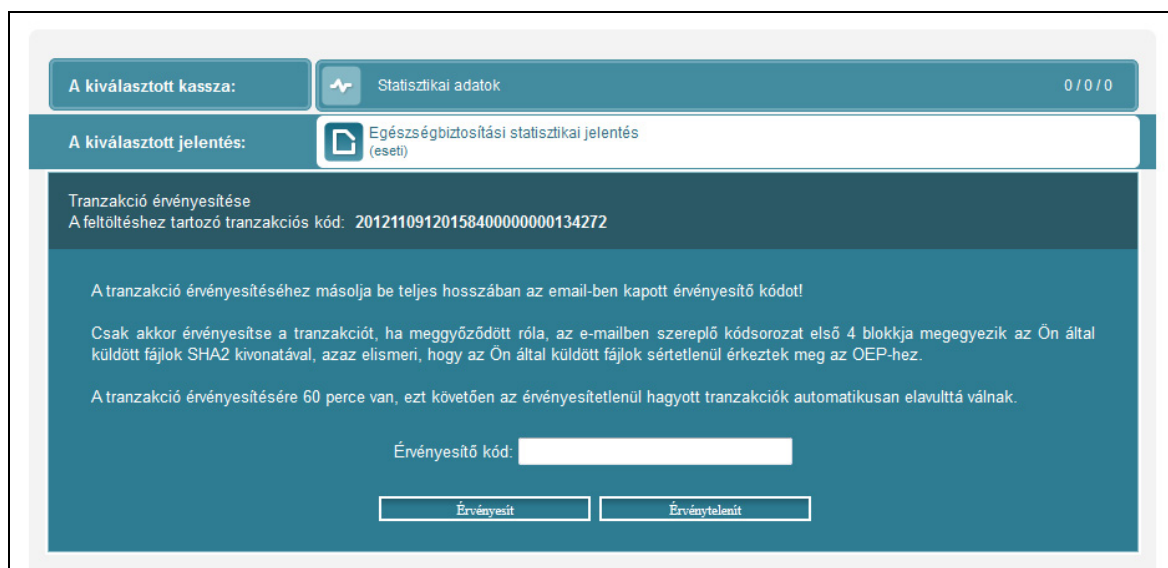 A kiválasztott kassza:
Statisztikai adatok
0 / 0 / 0
A kiválasztott jelentés:
Egészségbiztosítási statisztikai jelentés
(eseti)
Tranzakció érvényesítése
A feltöltéshez tartozó tranzakciós kód: 20121109120158400000000134272
A tranzakció érvényesítéséhez másolja be teljes hosszában az email-ben kapott érvényesítő kódot!
Csak akkor érvényesítse a tranzakciót, ha meggyőződött róla, az e-mailben szereplő kódsorozat első 4 blokkja megegyezik az Ön által
küldött fájlok SHA2 kivonatával, azaz elismeri, hogy az Ön által küldött fájlok sértetlenül érkeztek meg az OEP-hez.
A tranzakció érvényesítésére 60 perce van, ezt követően az érvényesítetlenül hagyott tranzakciók automatikusan elavulttá válnak.
Érvényesítő kód:
Érvényesít
Érvénytelenít